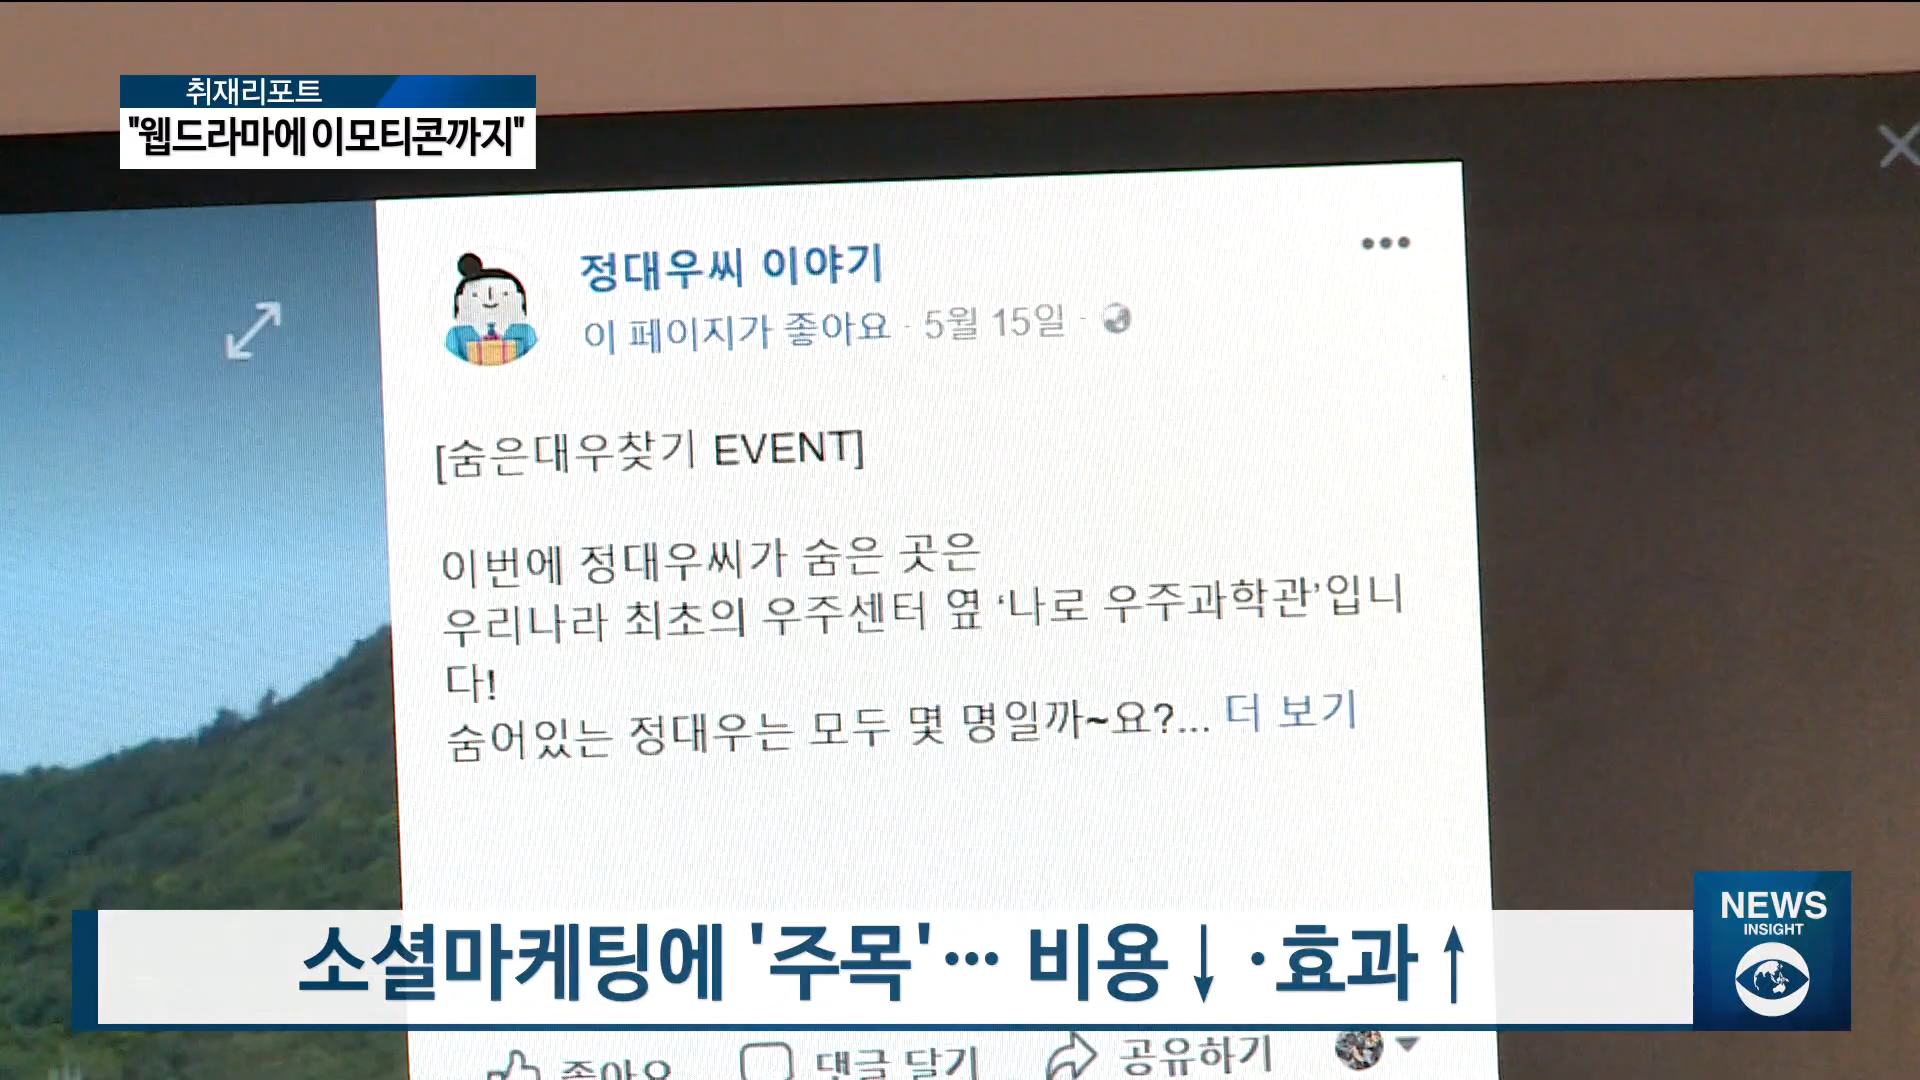 취재리포트
"웹드라마에 이모티콘까지"
정대우씨 이야기
이 페이지가 좋아요 · 5월 15일 ·
[숨은대우찾기 EVENT]
이번에 정대우씨가 숨은 곳은
우리나라 최초의 우주센터 옆 '나로 우주과학관'입니
다!
숨어있는 정대우는 모두 몇 명일까~요?... 더 보기
소셜마케팅에 '주목'… 비용↓·효과↑
NEWS
INSIGHT
좋아요 댓글 달기 공유하기